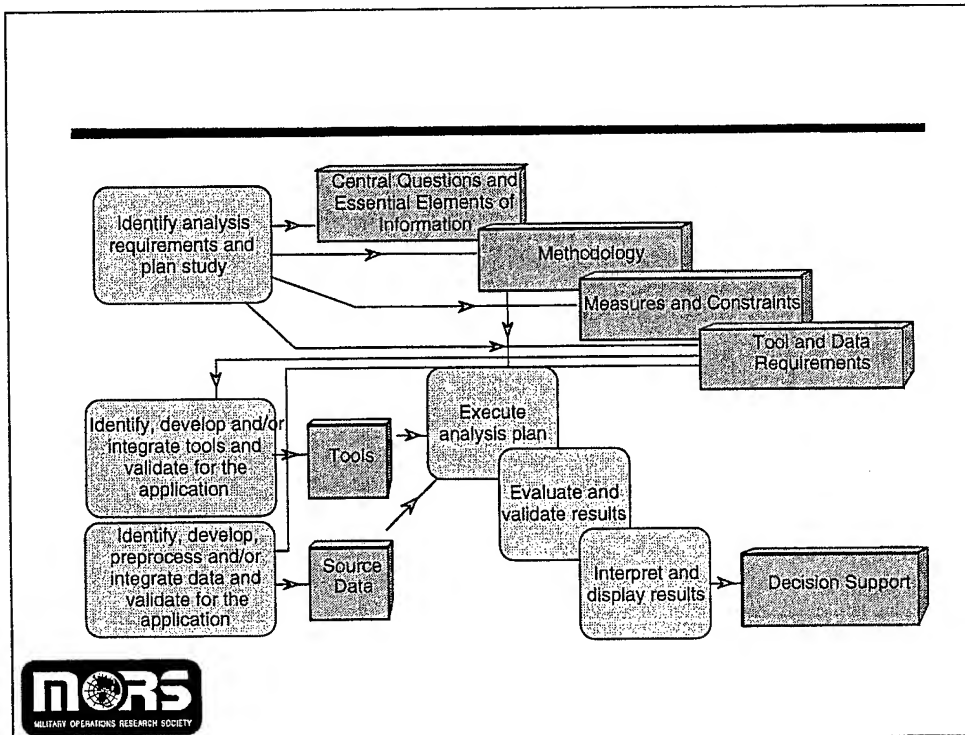 Central Questions and
Essential Elements of
Information
Identify analysis
requirements and
plan study
Methodology
Measures and Constraints
Tool and Data
Requirements
Execute
analysis plan
Identify, develop and/or
integrate tools and
validate for the
application
Tools
Evaluate and
validate results
Identify, develop,
preprocess and/or
integrate data and
validate for the
application
Source
Data
Interpret and
display results
Decision Support
MORS
MILITARY OPERATIONS RESEARCH SOCIETY